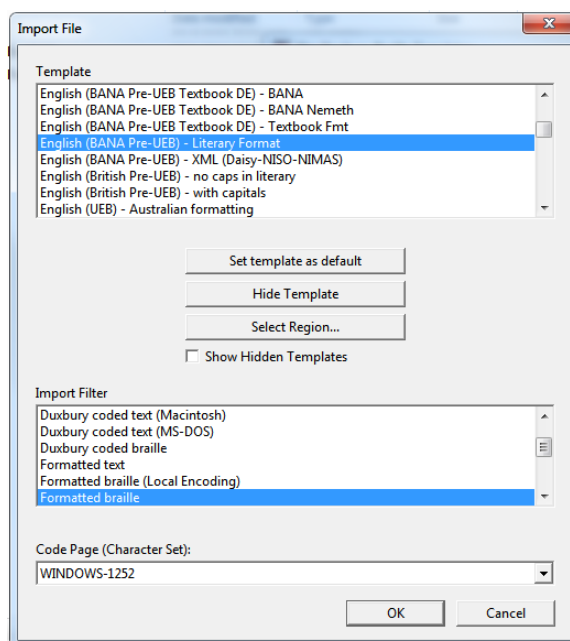 Import File
Template
English (BANA Pre-UEB Textbook DE) - BANA
English (BANA Pre-UEB Textbook DE) - BANA Nemeth
English (BANA Pre-UEB Textbook DE) - Textbook Fmt
English (BANA Pre-UEB) - Literary Format
English (BANA Pre-UEB) - XML (Daisy-NISO-NIMAS)
English (British Pre-UEB) - no caps in literary
English (British Pre-UEB) - with capitals
English (UEB) - Australian formatting
Set template as default
Hide Template
Select Region...
Show Hidden Templates
Import Filter
Duxbury coded text (Macintosh)
Duxbury coded text (MS-DOS)
Duxbury coded braille
Formatted text
Formatted braille (Local Encoding)
Formatted braille
Code Page (Character Set):
WINDOWS-1252
OK Cancel